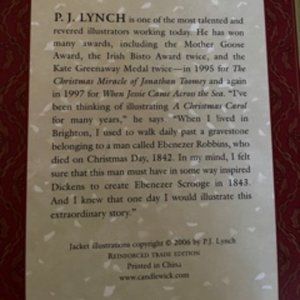 P. J. LYNCH is one of the most talented and
revered illustrators working today. He has won
many awards, including the Mother Goose
Award, the Irish Bisto Award twice, and the
Kate Greenaway Medal twice—in 1995 for The
Christmas Miracle of Jonathan Toomey and again
in 1997 for When Jessie Came Across the Sea. “I’ve
been thinking of illustrating A Christmas Carol
for many years,” he says. “When I lived in
Brighton, I used to walk daily past a gravestone
belonging to a man called Ebenezer Robbins, who
died on Christmas Day, 1842. In my mind, I felt
sure that this man must have in some way inspired
Dickens to create Ebenezer Scrooge in 1843.
And I knew that one day I would illustrate this
extraordinary story.”
Jacket illustrations copyright © 2006 by P.J. Lynch
REINFORCED TRADE EDITION
Printed in China
www.candlewick.com